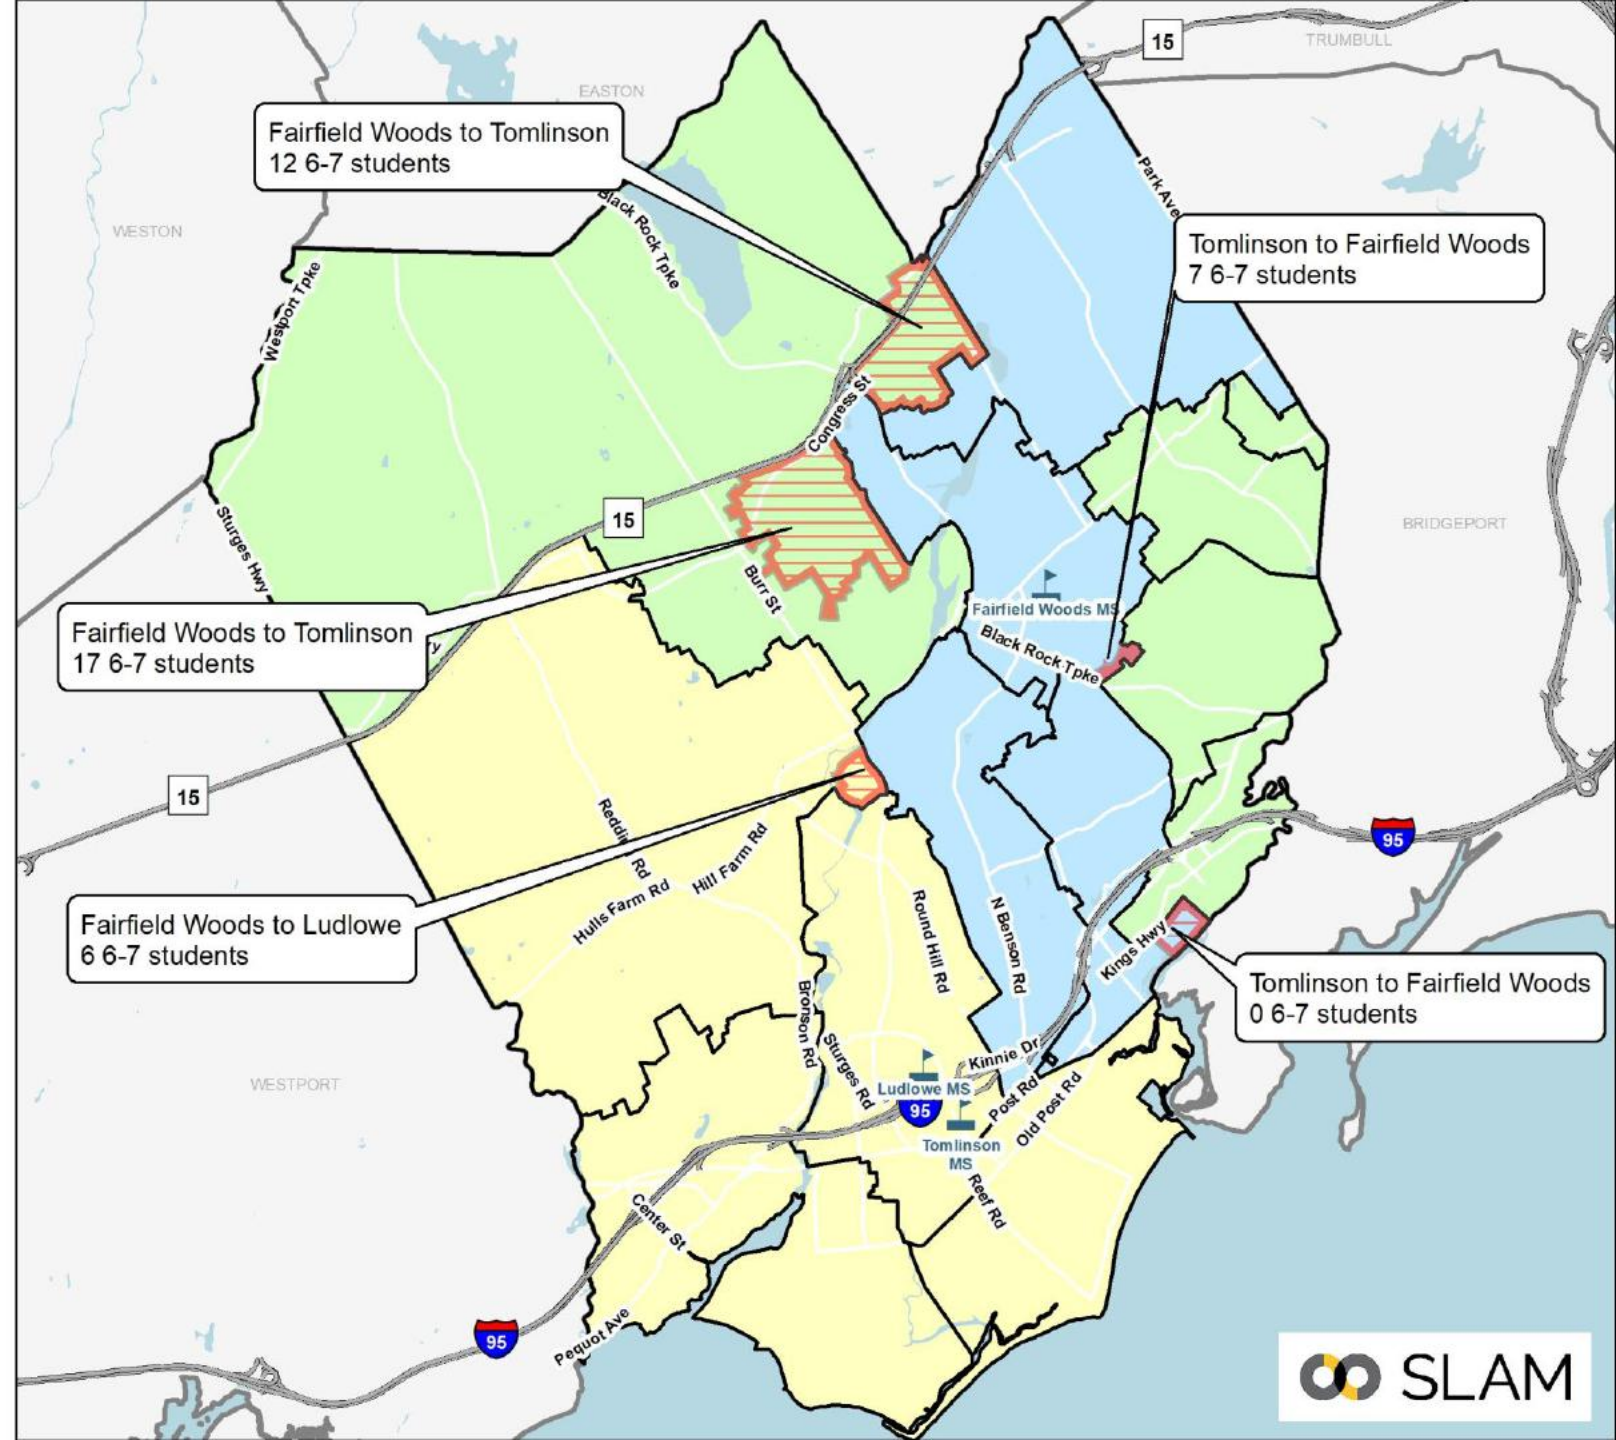 15
TRUMBULL
EASTON
Fairfield Woods to Tomlinson
12 6-7 students
Black Rock Tpke
Park Ave
WESTON
Tomlinson to Fairfield Woods
7 6-7 students
Westport Tpke
Congress St
15
Sturges Hwy
BRIDGEPORT
Burr St
Fairfield Woods MS
Black Rock Tpke
Fairfield Woods to Tomlinson
17 6-7 students
y
15
Redding Rd
Hill Farm Rd
Hulls Farm Rd
95
Round Hill Rd
N Benson Rd
Kings Hwy
Fairfield Woods to Ludlowe
6 6-7 students
Tomlinson to Fairfield Woods
0 6-7 students
Bronson Rd
Sturges Rd
Kinnie Dr
WESTPORT
Ludlowe MS
95
Post Rd
Old Post Rd
Tomlinson
MS
Reef Rd
Center St
Pequot Ave
95
SLAM